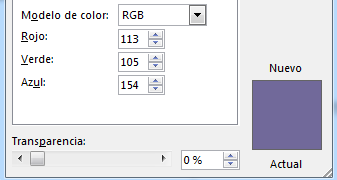 Modelo de color: RGB
Rojo: 113
Verde: 105
Azul: 154
Nuevo
Transparencia:
0 %
Actual